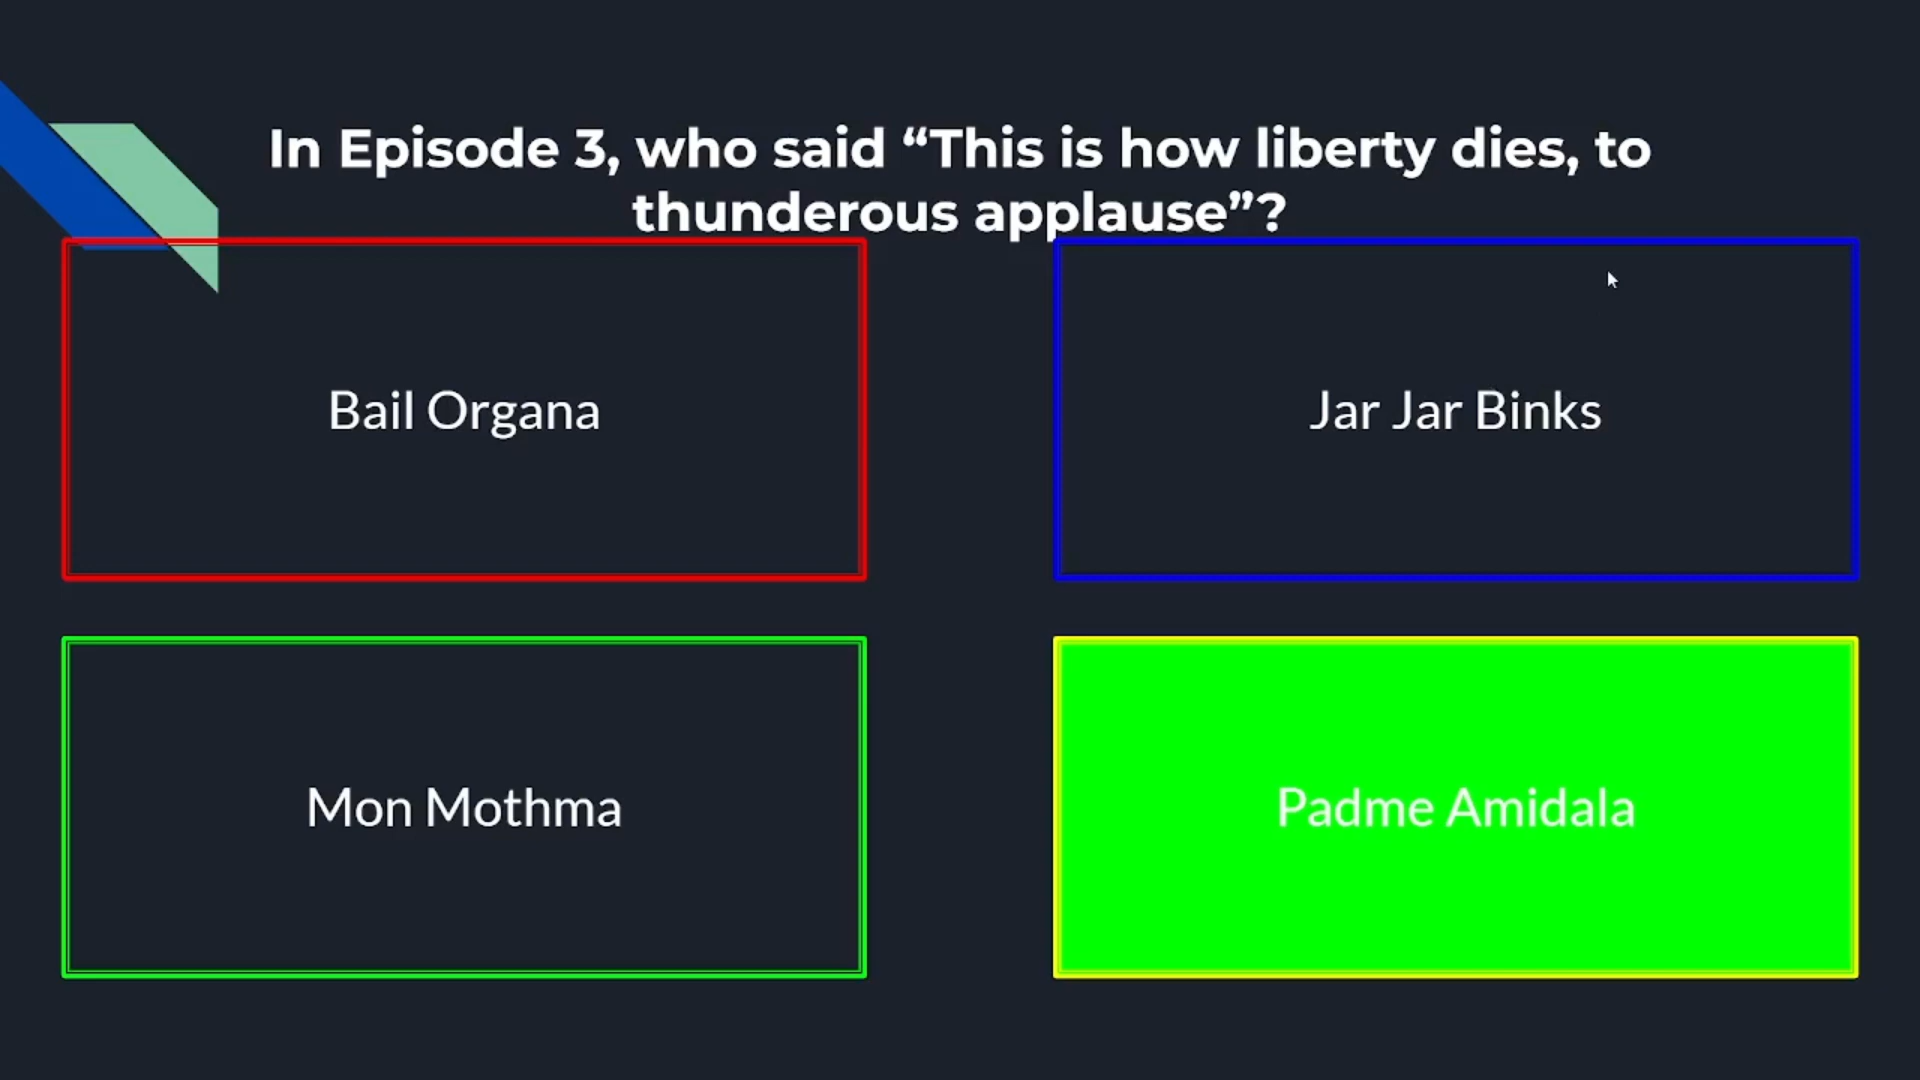 In Episode 3, who said “This is how liberty dies, to
thunderous applause”?
Bail Organa
Jar Jar Binks
Mon Mothma
Padme Amidala